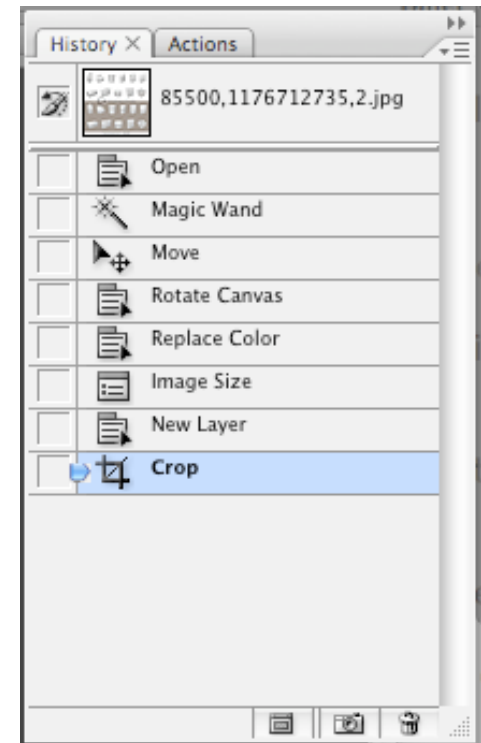 History × Actions
85500,1176712735,2.jpg
Open
Magic Wand
Move
Rotate Canvas
Replace Color
Image Size
New Layer
Crop